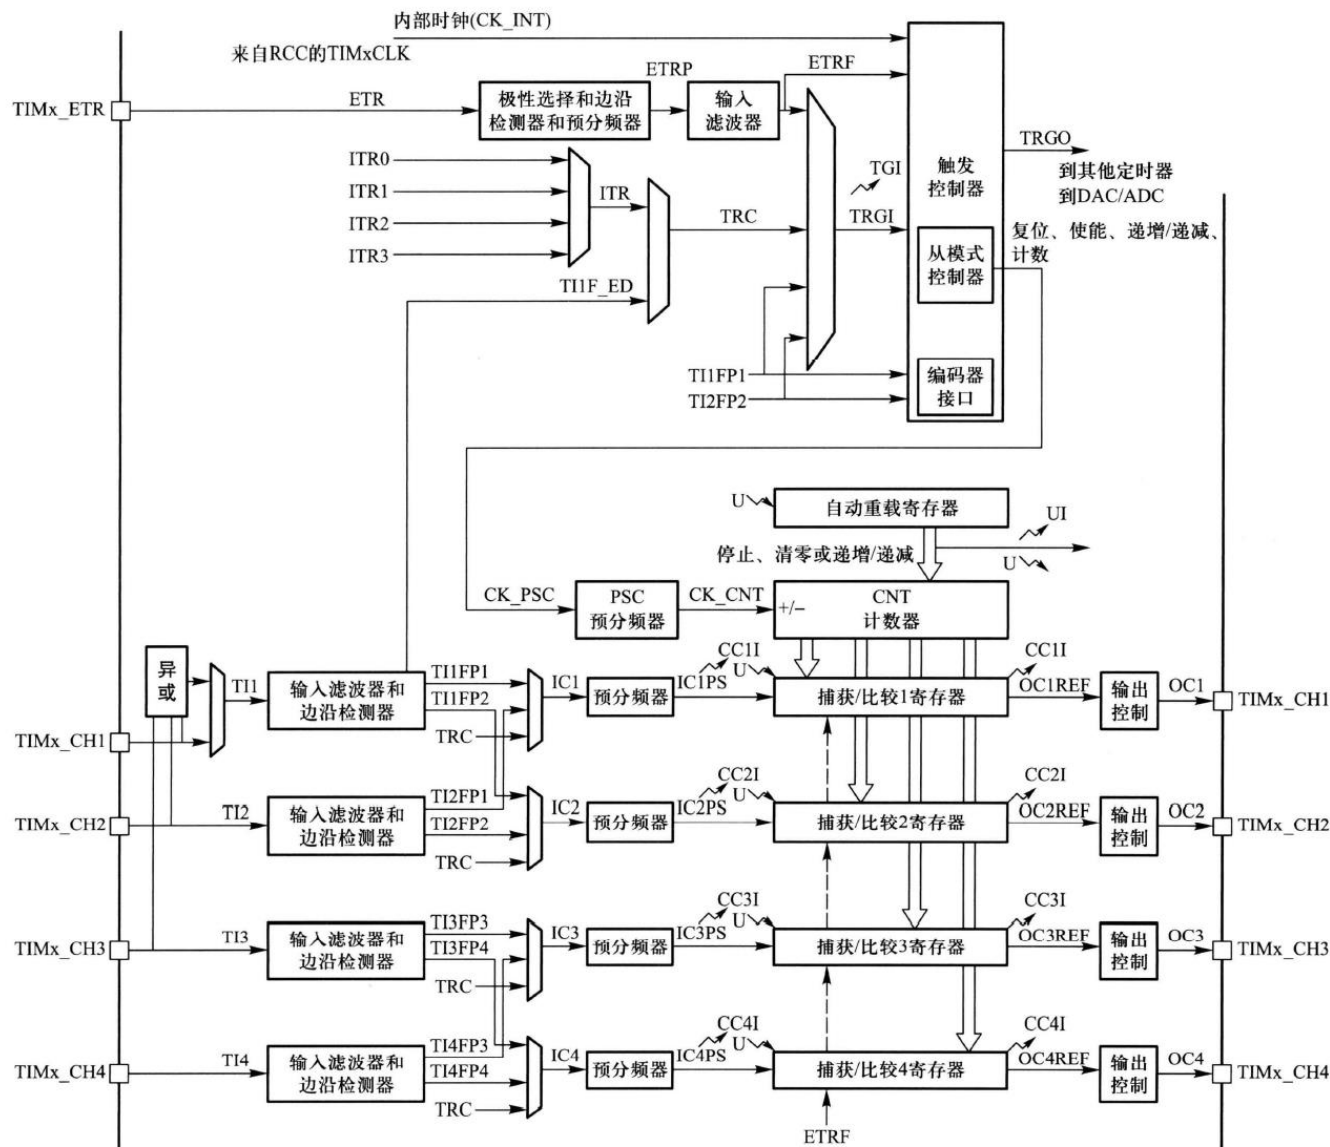 内部时钟(CK_INT)
来自RCC的TIMxCLK
ETRP
ETRF
TIMx_ETR
ETR
极性选择和边沿
检测器和预分频器
输入
滤波器
ITR0
ITR1
ITR2
ITR3
ITR
TRC
TI1F_ED
TGI
TRGI
触发
控制器
TRGO
到其他定时器
到DAC/ADC
复位、使能、递增/递减、
计数
从模式
控制器
TI1FP1
TI2FP2
编码器
接口
U
自动重载寄存器
UI
U
停止、清零或递增/递减
CK_PSC
PSC
预分频器
CK_CNT
+/−
CNT
计数器
异
或
TIMx_CH1
TI1
输入滤波器和
边沿检测器
TI1FP1
TI1FP2
TRC
IC1
预分频器
IC1PS
CC1I
U
捕获/比较1寄存器
CC1I
OC1REF
输出
控制
OC1
TIMx_CH1
TIMx_CH2
TI2
输入滤波器和
边沿检测器
TI2FP1
TI2FP2
TRC
IC2
预分频器
IC2PS
CC2I
U
捕获/比较2寄存器
CC2I
OC2REF
输出
控制
OC2
TIMx_CH2
TIMx_CH3
TI3
输入滤波器和
边沿检测器
TI3FP3
TI3FP4
TRC
IC3
预分频器
IC3PS
CC3I
U
捕获/比较3寄存器
CC3I
OC3REF
输出
控制
OC3
TIMx_CH3
TIMx_CH4
TI4
输入滤波器和
边沿检测器
TI4FP3
TI4FP4
TRC
IC4
预分频器
IC4PS
CC4I
U
捕获/比较4寄存器
CC4I
OC4REF
输出
控制
OC4
TIMx_CH4
ETRF